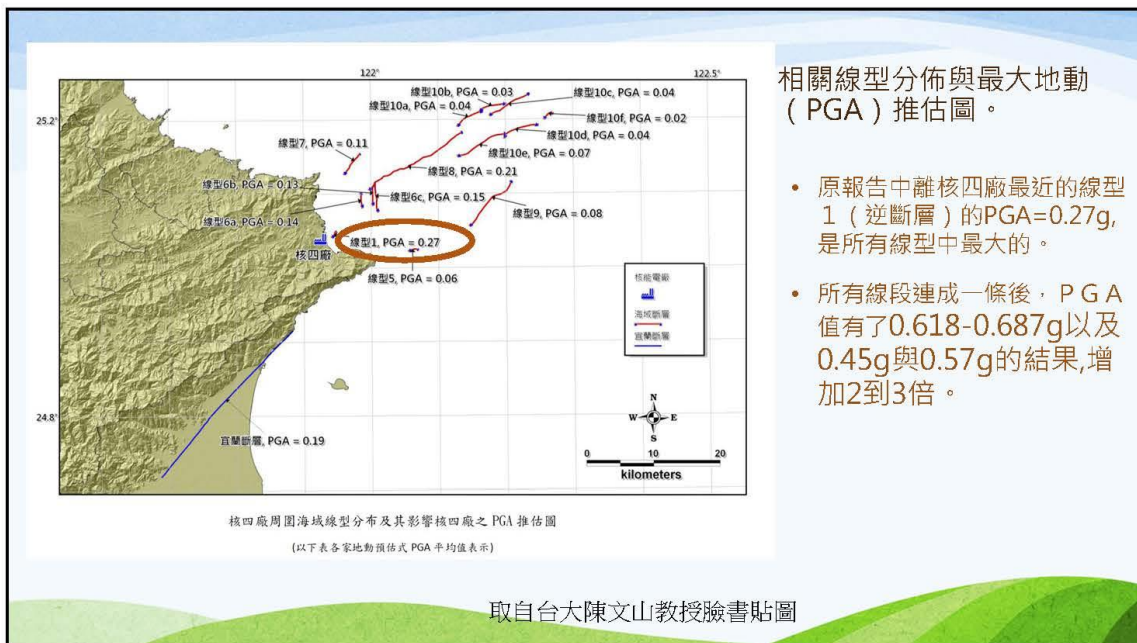 122°
122.5°
25.2°
24.8°
線型10b, PGA = 0.03
線型10c, PGA = 0.04
線型10a, PGA = 0.04
線型10f, PGA = 0.02
線型10d, PGA = 0.04
線型7, PGA = 0.11
線型10e, PGA = 0.07
線型8, PGA = 0.21
線型6b, PGA = 0.13
線型6c, PGA = 0.15
線型9, PGA = 0.08
線型6a, PGA = 0.14
線型1, PGA = 0.27
核四廠
線型5, PGA = 0.06
核能電廠
海域斷層
宜蘭斷層
宜蘭斷層, PGA = 0.19
N
W
E
S
0 10 20
kilometers
核四廠周圍海域線型分布及其影響核四廠之 PGA 推估圖
(以下表各家地動預估式 PGA 平均值表示)
相關線型分佈與最大地動
(PGA)推估圖。
• 原報告中離核四廠最近的線型
1(逆斷層)的PGA=0.27g,
是所有線型中最大的。
• 所有線段連成一條後,PGA
值有了0.618-0.687g以及
0.45g與0.57g的結果,增
加2到3倍。
取自台大陳文山教授臉書貼圖